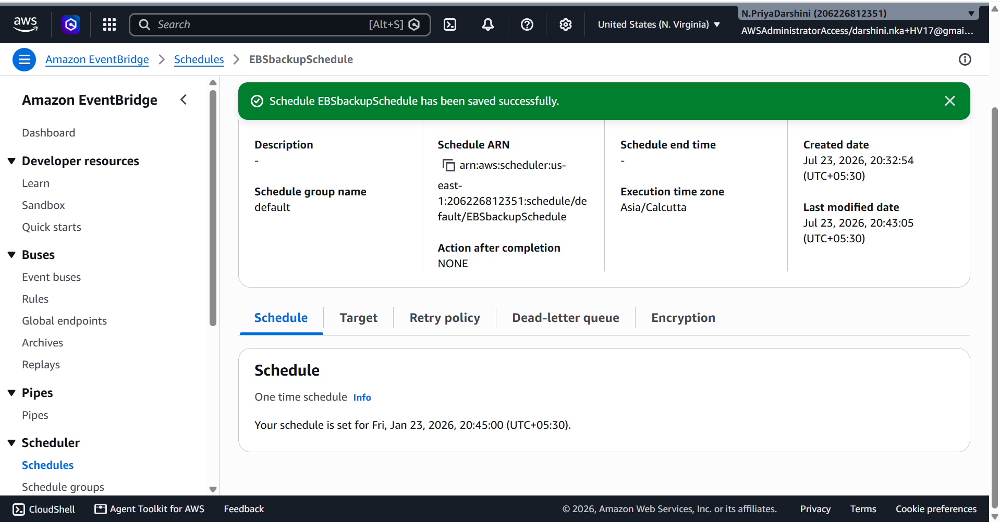 aws
Search
[Alt+S]
United States (N. Virginia)
N.PriyaDarshini (206226812351)
AWSAdministratorAccess/darshini.nka+HV17@gmai...
Amazon EventBridge
Schedules
EBSbackupSchedule
Amazon EventBridge
Dashboard
Developer resources
Learn
Sandbox
Quick starts
Buses
Event buses
Rules
Global endpoints
Archives
Replays
Pipes
Pipes
Scheduler
Schedules
Schedule groups
Schedule EBSbackupSchedule has been saved successfully.
Description
-
Schedule group name
default
Schedule ARN
arn:aws:scheduler:us-
east-
1:206226812351:schedule/de
fault/EBSbackupSchedule
Action after completion
NONE
Schedule end time
-
Execution time zone
Asia/Calcutta
Created date
Jul 23, 2026, 20:32:54
(UTC+05:30)
Last modified date
Jul 23, 2026, 20:43:05
(UTC+05:30)
Schedule
Target
Retry policy
Dead-letter queue
Encryption
Schedule
One time schedule Info
Your schedule is set for Fri, Jan 23, 2026, 20:45:00 (UTC+05:30).
CloudShell
Agent Toolkit for AWS
Feedback
© 2026, Amazon Web Services, Inc. or its affiliates.
Privacy
Terms
Cookie preferences